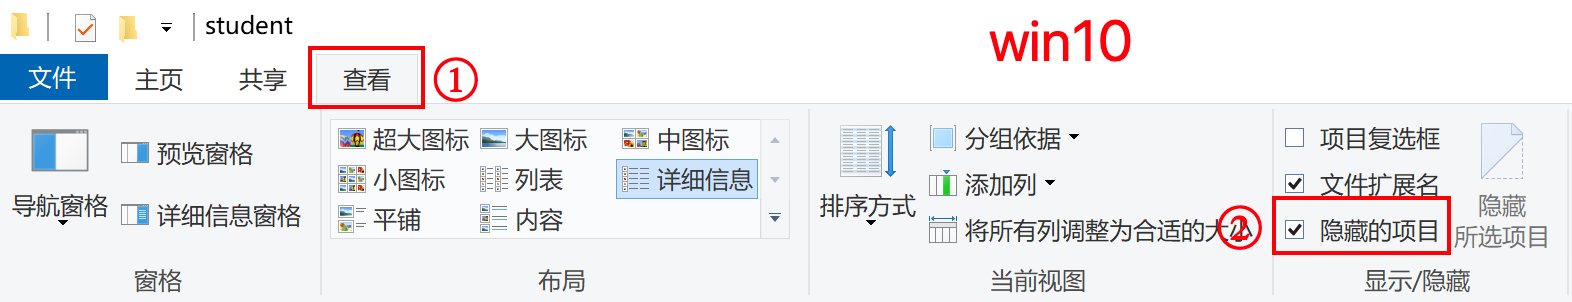 student
win10
文件 主页 共享 查看 ①
导航窗格
预览窗格
详细信息窗格
窗格
超大图标 大图标 中图标
小图标 列表 详细信息
平铺 内容
布局
排序方式
分组依据
添加列
将所有列调整为合适的大小
当前视图
②
项目复选框
文件扩展名
隐藏的项目
隐藏
所选项目
显示/隐藏